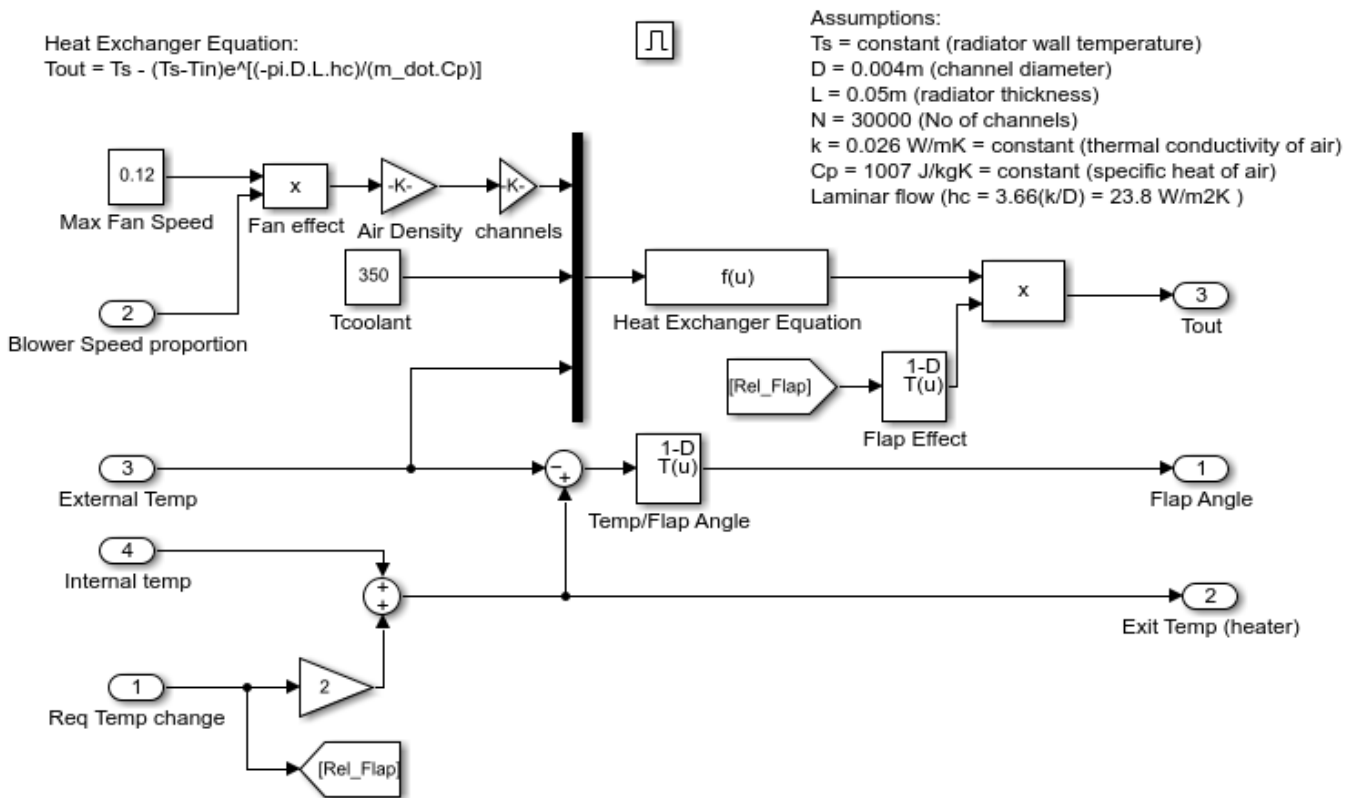 Heat Exchanger Equation:
Tout = Ts - (Ts-Tin)e^[(-pi.D.L.hc)/(m_dot.Cp)]
Assumptions:
Ts = constant (radiator wall temperature)
D = 0.004m (channel diameter)
L = 0.05m (radiator thickness)
N = 30000 (No of channels)
k = 0.026 W/mK = constant (thermal conductivity of air)
Cp = 1007 J/kgK = constant (specific heat of air)
Laminar flow (hc = 3.66(k/D) = 23.8 W/m2K )
0.12
Max Fan Speed
x
Fan effect
-K-
Air Density
-K-
channels
2
Blower Speed proportion
350
Tcoolant
f(u)
Heat Exchanger Equation
x
3
Tout
[Rel_Flap]
1-D
T(u)
Flap Effect
3
External Temp
−
+
1-D
T(u)
Temp/Flap Angle
1
Flap Angle
4
Internal temp
+
+
2
Exit Temp (heater)
1
Req Temp change
2
[Rel_Flap]